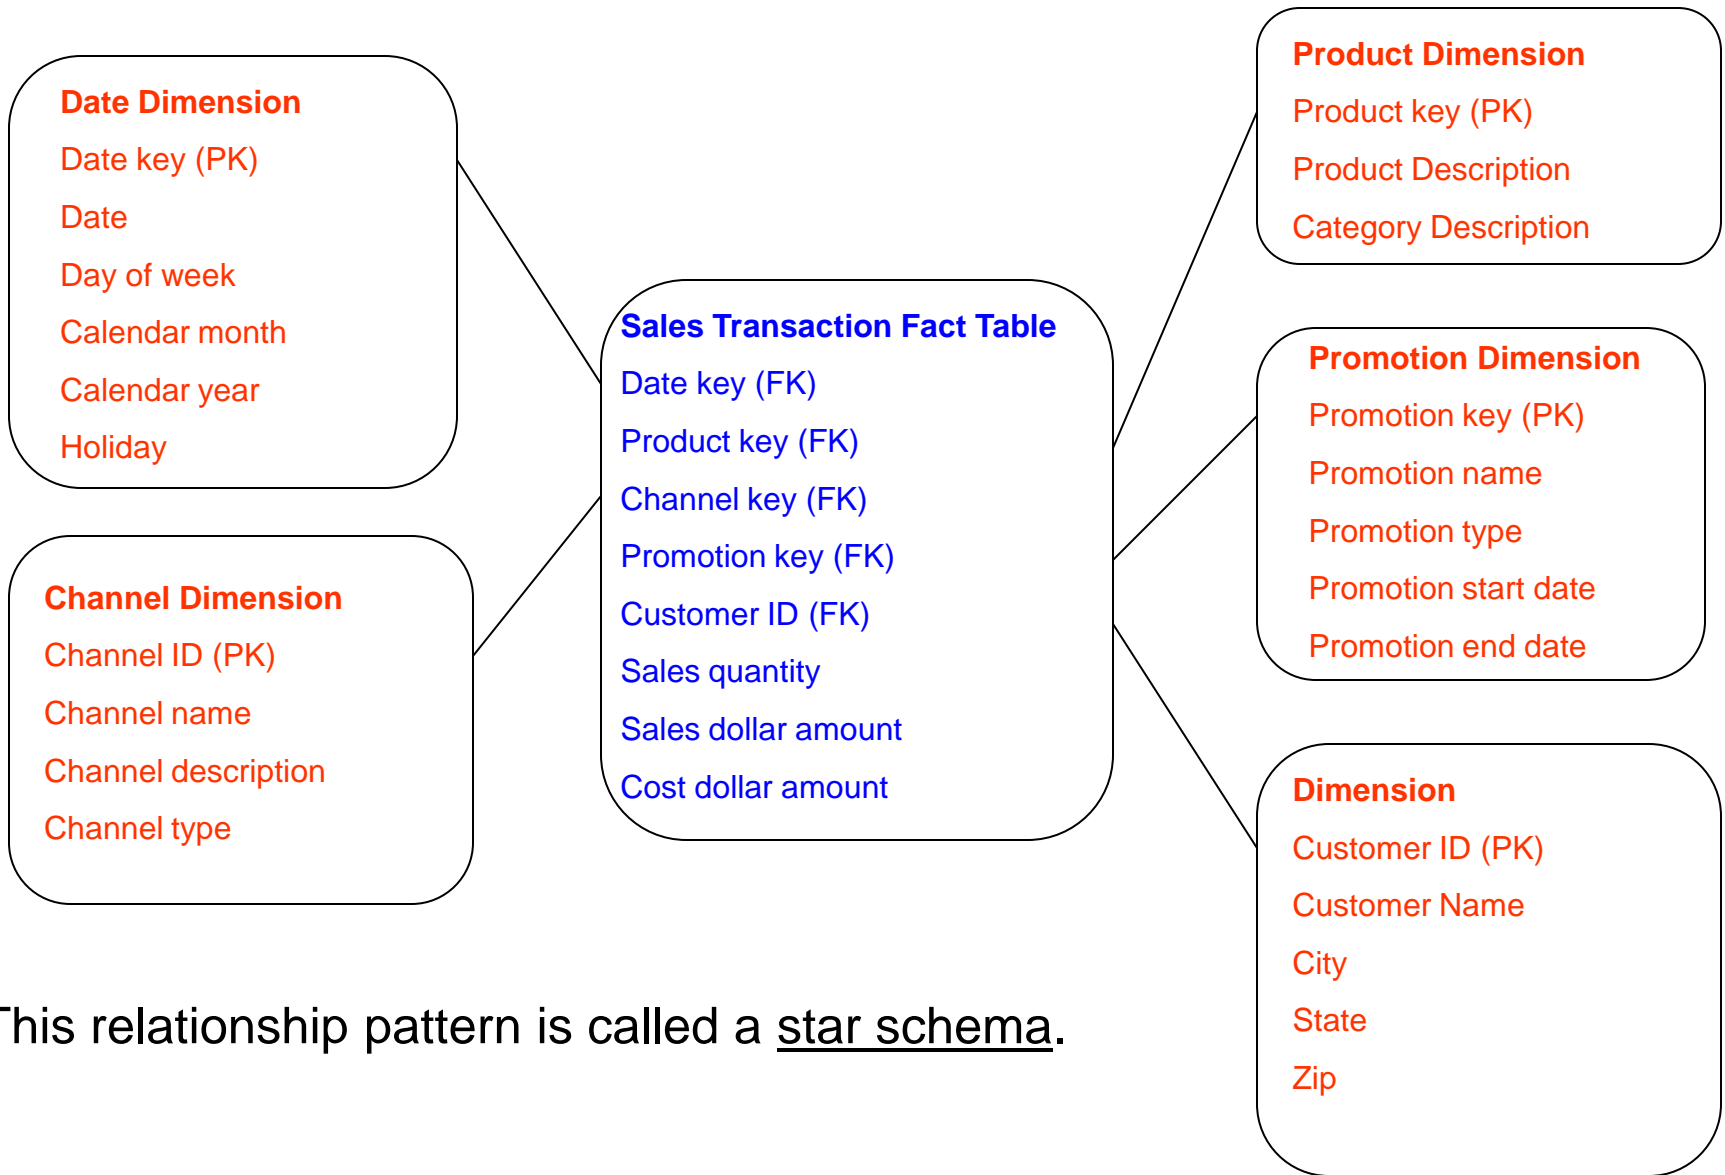 Date Dimension
Date key (PK)
Date
Day of week
Calendar month
Calendar year
Holiday
Channel Dimension
Channel ID (PK)
Channel name
Channel description
Channel type
Sales Transaction Fact Table
Date key (FK)
Product key (FK)
Channel key (FK)
Promotion key (FK)
Customer ID (FK)
Sales quantity
Sales dollar amount
Cost dollar amount
Product Dimension
Product key (PK)
Product Description
Category Description
Promotion Dimension
Promotion key (PK)
Promotion name
Promotion type
Promotion start date
Promotion end date
Dimension
Customer ID (PK)
Customer Name
City
State
Zip
This relationship pattern is called a star schema.